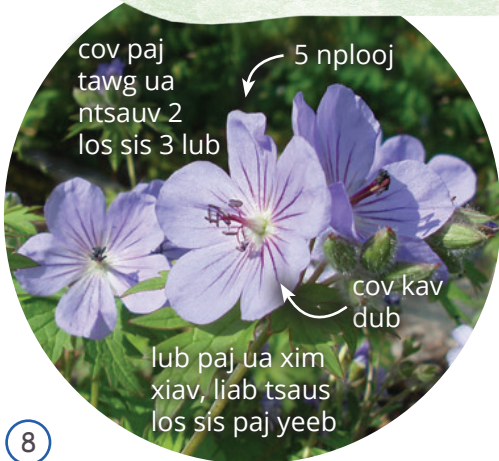 cov paj
tawg ua
ntsauv 2
los sis 3 lub
5 nplooj
cov kav
dub
lub paj ua xim
xiav, liab tsaus
los sis paj yeeb
8